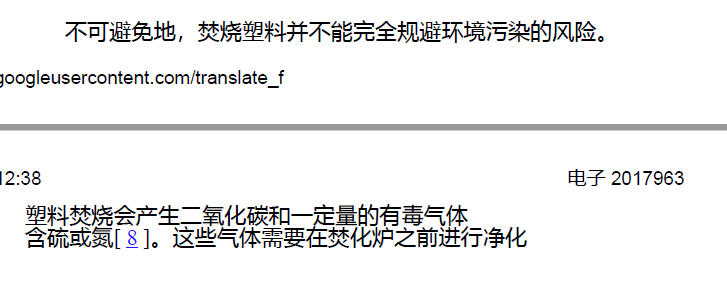 不可避免地，焚烧塑料并不能完全规避环境污染的风险。
googleusercontent.com/translate_f
12:38
电子 2017963
塑料焚烧会产生二氧化碳和一定量的有毒气体
含硫或氮[ 8 ]。这些气体需要在焚化炉之前进行净化